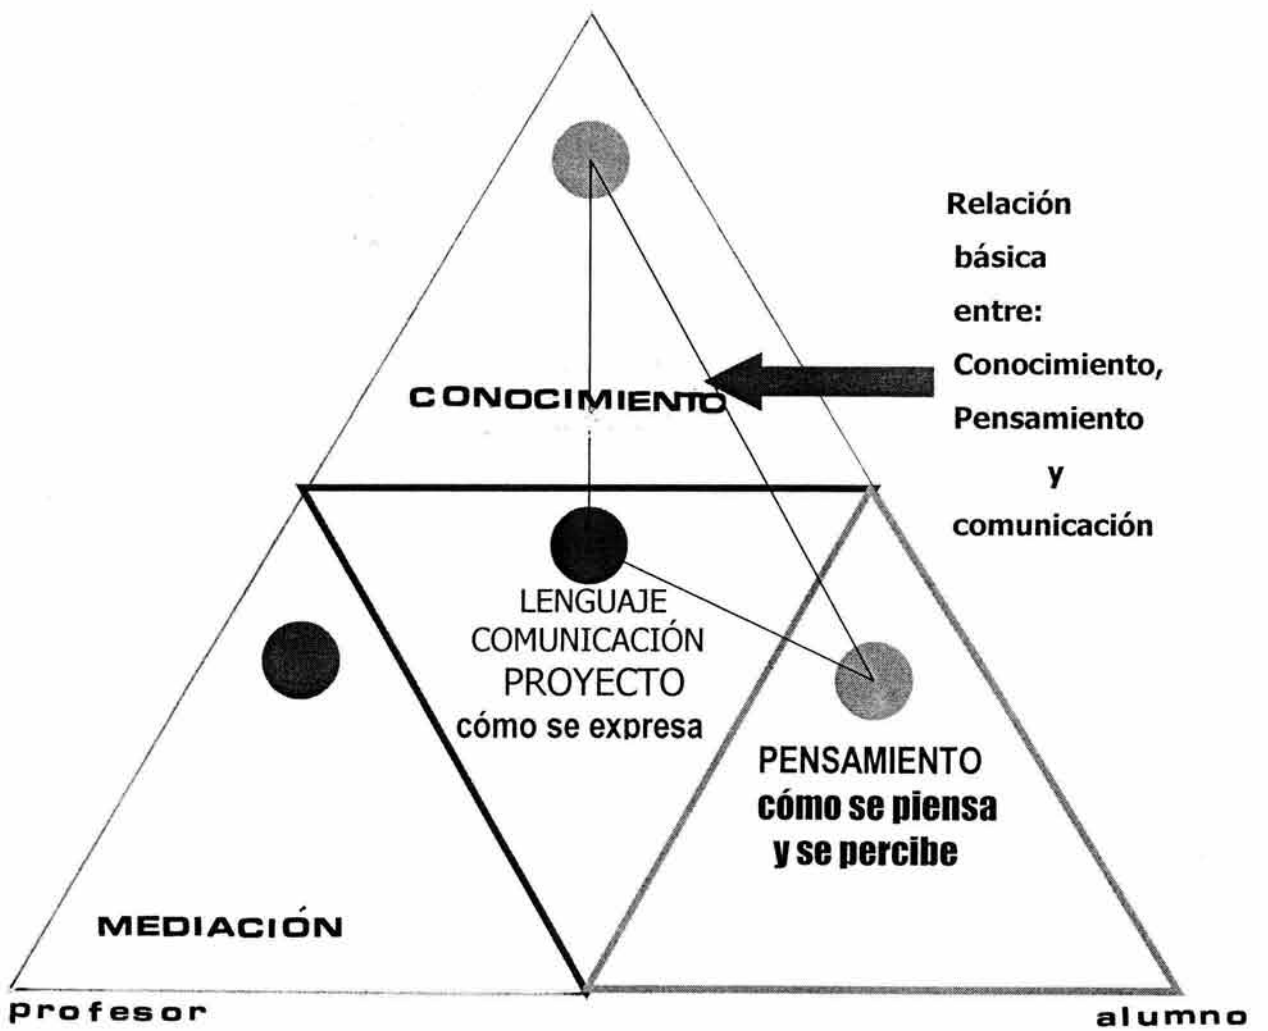 Relación
básica
entre:
Conocimiento,
Pensamiento
y
comunicación
CONOCIMIENTO
LENGUAJE
COMUNICACIÓN
PROYECTO
cómo se expresa
PENSAMIENTO
cómo se piensa
y se percibe
MEDIACIÓN
profesor
alumno